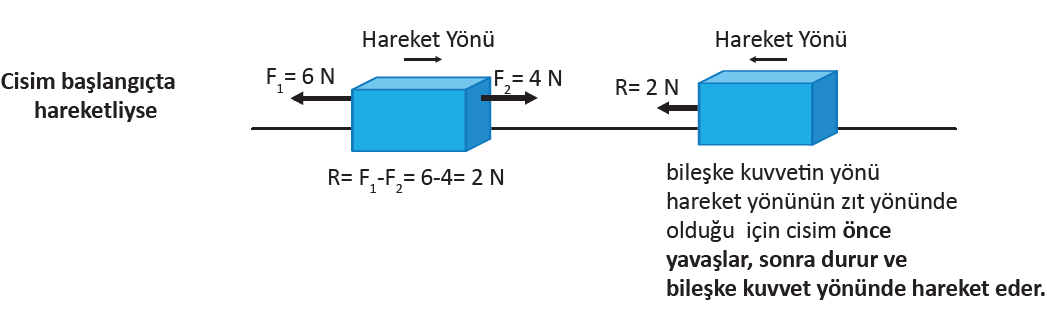 Cisim başlangıçta
hareketliyse
Hareket Yönü
F₁= 6 N
F₂= 4 N
R= F₁-F₂= 6-4= 2 N
Hareket Yönü
R= 2 N
bileşke kuvvetin yönü
hareket yönünün zıt yönünde
olduğu için cisim önce
yavaşlar, sonra durur ve
bileşke kuvvet yönünde hareket eder.